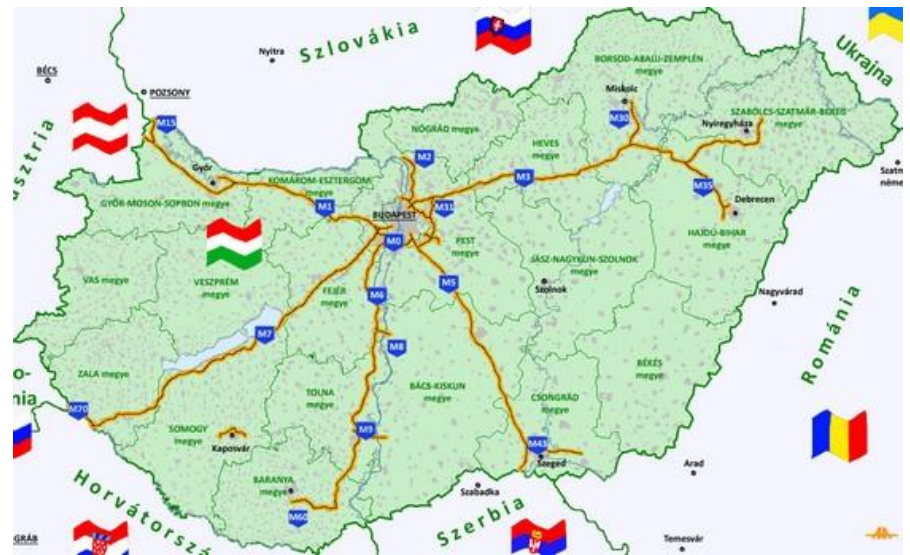 Szlovákia
Nyitra
BÉCS
POZSONY
Ukrajna
BORSOD-ABAÚJ-ZEMPLÉN
megye
Miskolc
M30
SZABOLCS-SZATMÁR-BEREG
megye
Nyíregyháza
M15
NÓGRÁD megye
M2
HEVES
megye
M3
Győr
KOMÁROM-ESZTERGOM
megye
M1
GYŐR-MOSON-SOPRON megye
BUDAPEST
M31
M0
M35
Debrecen
HAJDÚ-BIHAR
megye
PEST
megye
JÁSZ-NAGYKUN-SZOLNOK
megye
Szolnok
VAS megye
VESZPRÉM
megye
FEJÉR
megye
M6
M5
Nagyvárad
Románia
M7
M8
ZALA megye
M70
TOLNA
megye
BÁCS-KISKUN
megye
BÉKÉS
megye
CSONGRÁD
megye
SOMOGY
megye
Kaposvár
M9
M43
Szeged
BARANYA
megye
M60
Arad
Szabadka
Szerbia
Temesvár